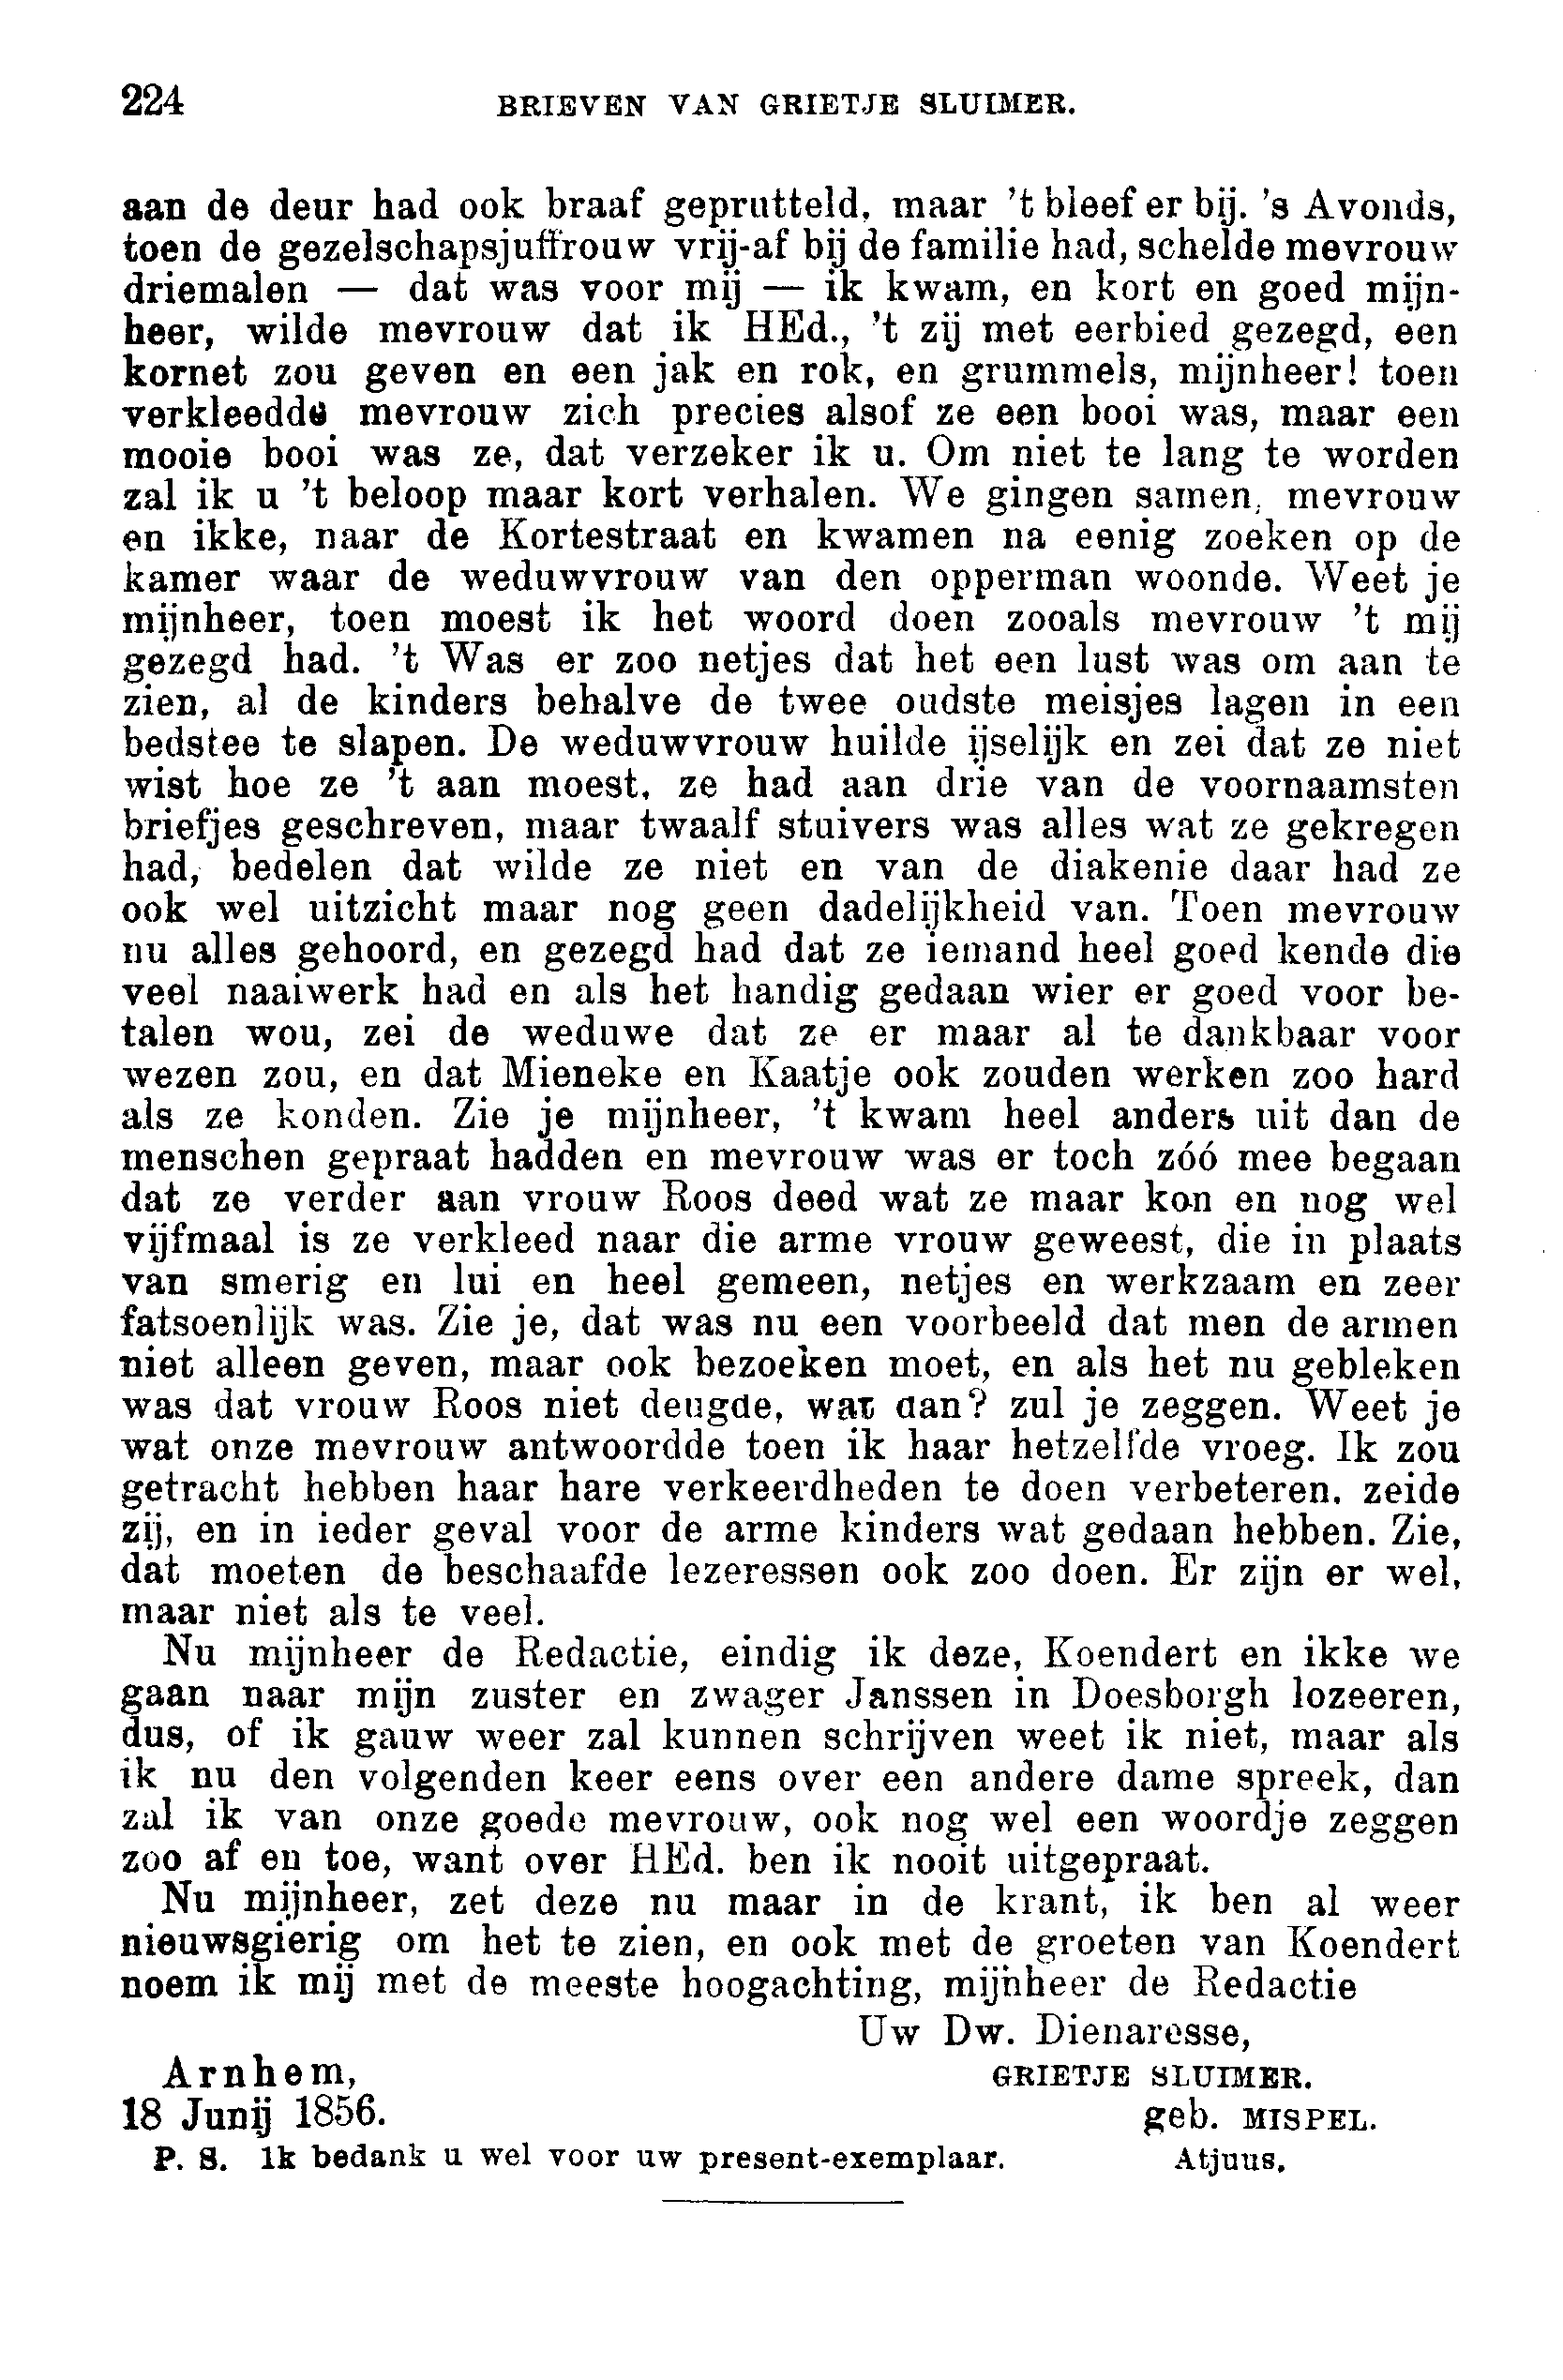 224
BRIEVEN VAN GRIETJE SLUIMER.
aan de deur had ook braaf geprutteld, maar ’t bleef er bij. ’s Avonds,
toen de gezelschapsjuffrouw vrij-af bij de familie had, schelde mevrouw
driemalen — dat was voor mij — ik kwam, en kort en goed mijn-
heer, wilde mevrouw dat ik HEd., ’t zij met eerbied gezegd, een
kornet zou geven en een jak en rok, en grummels, mijnheer! toen
verkleedde mevrouw zich precies alsof ze een booi was, maar een
mooie booi was ze, dat verzeker ik u. Om niet te lang te worden
zal ik u ’t beloop maar kort verhalen. We gingen samen, mevrouw
en ikke, naar de Kortestraat en kwamen na eenig zoeken op de
kamer waar de weduwvrouw van den opperman woonde. Weet je
mijnheer, toen moest ik het woord doen zooals mevrouw ’t mij
gezegd had. ’t Was er zoo netjes dat het een lust was om aan te
zien, al de kinders behalve de twee oudste meisjes lagen in een
bedstee te slapen. De weduwvrouw huilde ijselijk en zei dat ze niet
wist hoe ze ’t aan moest, ze had aan drie van de voornaamsten
briefjes geschreven, maar twaalf stuivers was alles wat ze gekregen
had, bedelen dat wilde ze niet en van de diakenie daar had ze
ook wel uitzicht maar nog geen dadelijkheid van. Toen mevrouw
nu alles gehoord, en gezegd had dat ze iemand heel goed kende die
veel naaiwerk had en als het handig gedaan wier er goed voor be-
talen wou, zei de weduwe dat ze er maar al te dankbaar voor
wezen zou, en dat Mieneke en Kaatje ook zouden werken zoo hard
als ze konden. Zie je mijnheer, ’t kwam heel anders uit dan de
menschen gepraat hadden en mevrouw was er toch zóó mee begaan
dat ze verder aan vrouw Roos deed wat ze maar kon en nog wel
vijfmaal is ze verkleed naar die arme vrouw geweest, die in plaats
van smerig en lui en heel gemeen, netjes en werkzaam en zeer
fatsoenlijk was. Zie je, dat was nu een voorbeeld dat men de armen
niet alleen geven, maar ook bezoeken moet, en als het nu gebleken
was dat vrouw Roos niet deugde, wat dan? zul je zeggen. Weet je
wat onze mevrouw antwoordde toen ik haar hetzelfde vroeg. Ik zou
getracht hebben haar hare verkeerdheden te doen verbeteren, zeide
zij, en in ieder geval voor de arme kinders wat gedaan hebben. Zie,
dat moeten de beschaafde lezeressen ook zoo doen. Er zijn er wel,
maar niet als te veel.
Nu mijnheer de Redactie, eindig ik deze, Koendert en ikke we
gaan naar mijn zuster en zwager Janssen in Doesborgh lozeeren,
dus, of ik gauw weer zal kunnen schrijven weet ik niet, maar als
ik nu den volgenden keer eens over een andere dame spreek, dan
zal ik van onze goede mevrouw, ook nog wel een woordje zeggen
zoo af en toe, want over HEd. ben ik nooit uitgepraat.
Nu mijnheer, zet deze nu maar in de krant, ik ben al weer
nieuwsgierig om het te zien, en ook met de groeten van Koendert
noem ik mij met de meeste hoogachting, mijnheer de Redactie
Uw Dw. Dienaresse,
Arnhem, GRIETJE SLUIMER.
18 Junij 1856. geb. MISPEL.
P. S. Ik bedank u wel voor uw present-exemplaar. Atjuus.